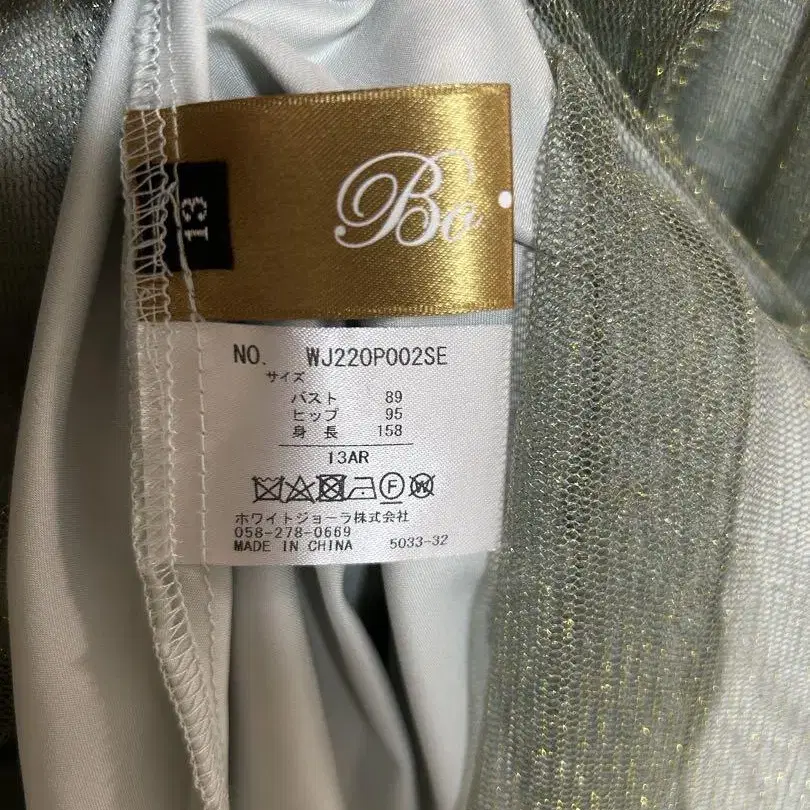 13
Bo
NO. WJ220P002SE
サイズ
バスト 89
ヒップ 95
身長 158
13AR
F W
ホワイトジョーラ株式会社
058-278-0669
MADE IN CHINA 5033-32